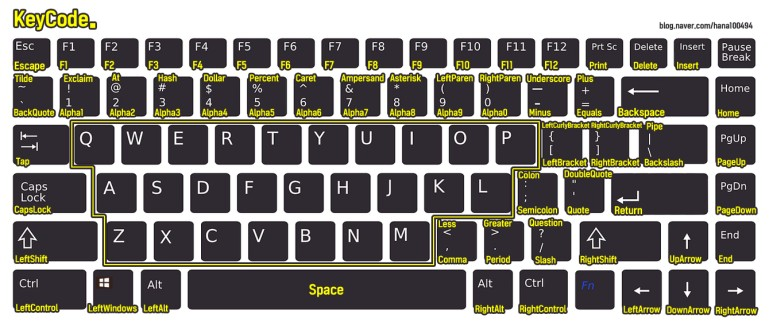 KeyCode.
blog.naver.com/hana100494
Esc F1 F2 F3 F4 F5 F6 F7 F8 F9 F10 F11 F12 Prt Sc Delete Insert Pause Break
Escape F1 F2 F3 F4 F5 F6 F7 F8 F9 F10 F11 F12 Print Delete Insert
Tilde Exclaim At Hash Dollar Percent Caret Ampersand Asterisk LeftParen RightParen Underscore Plus
~ ! @ # $ % ^ & * ( ) — + Home
` 1 2 3 4 5 6 7 8 9 0 - =
BackQuote Alpha1 Alpha2 Alpha3 Alpha4 Alpha5 Alpha6 Alpha7 Alpha8 Alpha9 Alpha0 Minus Equals Backspace Home
LeftCurlyBracket RightCurlyBracket Pipe
Q W E R T Y U I O P { } | PgUp
[ ] \
Tap LeftBracket RightBracket Backslash PageUp
Colon DoubleQuote
Caps Lock A S D F G H J K L : " PgDn
; '
CapsLock Semicolon Quote Return PageDown
Less Greater Question
Z X C V B N M < > ? End
, . /
LeftShift Comma Period Slash RightShift UpArrow End
Ctrl Alt Space Alt Ctrl Fn
LeftControl LeftWindows LeftAlt RightAlt RightControl LeftArrow DownArrow RightArrow